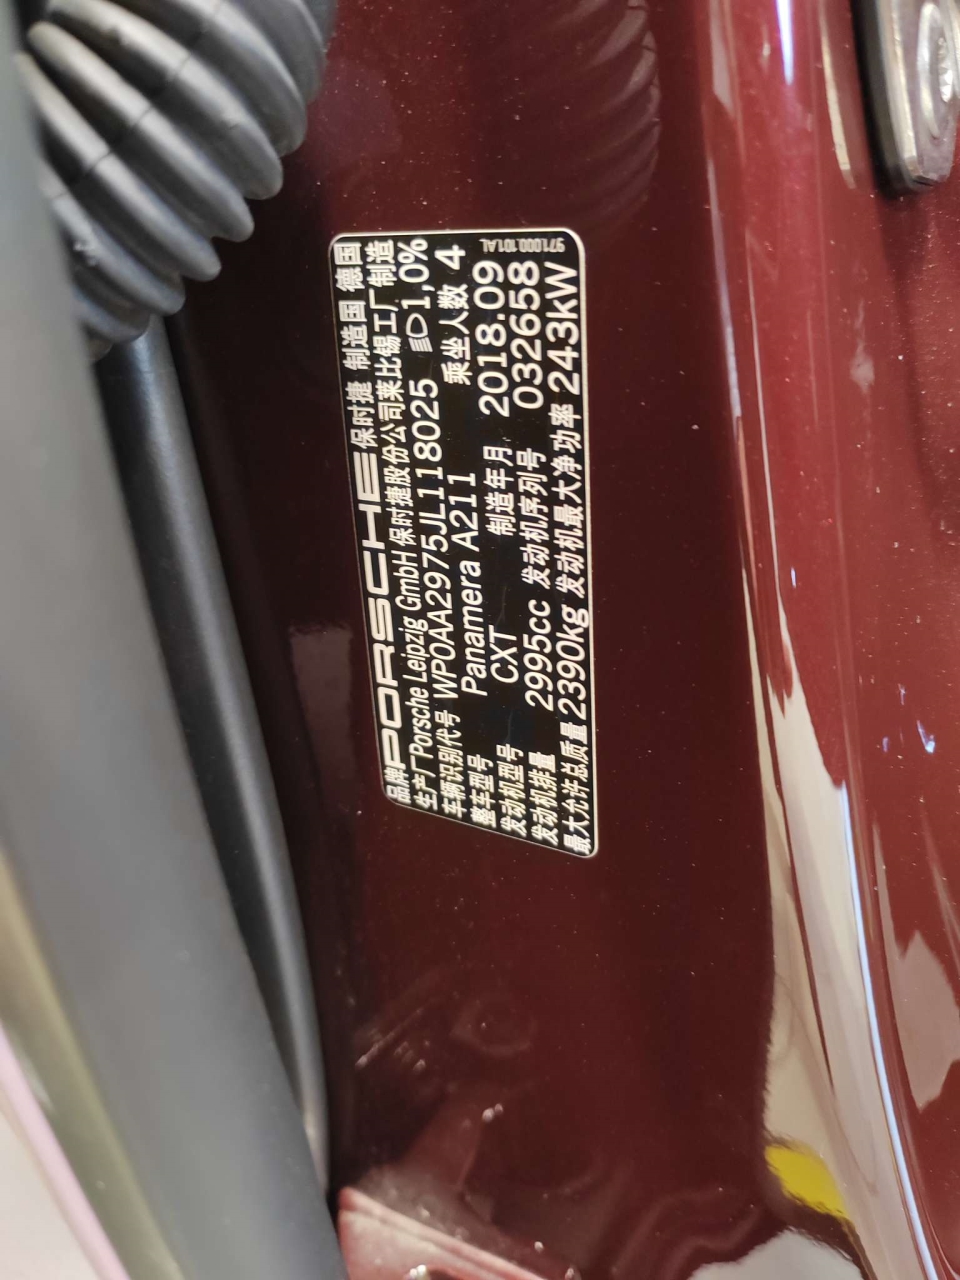 品牌 PORSCHE 保时捷 制造国 德国
生产厂 Porsche Leipzig GmbH 保时捷股份公司莱比锡工厂制造
车辆识别代号 WP0AA2975JL118025 1,0%
整车型号 Panamera A211 乘坐人数 4
发动机型号 CXT 制造年月 2018.09
发动机排量 2995cc 发动机序列号 032658
最大允许总质量 2390kg 发动机最大净功率 243kW
971.000.101.AL